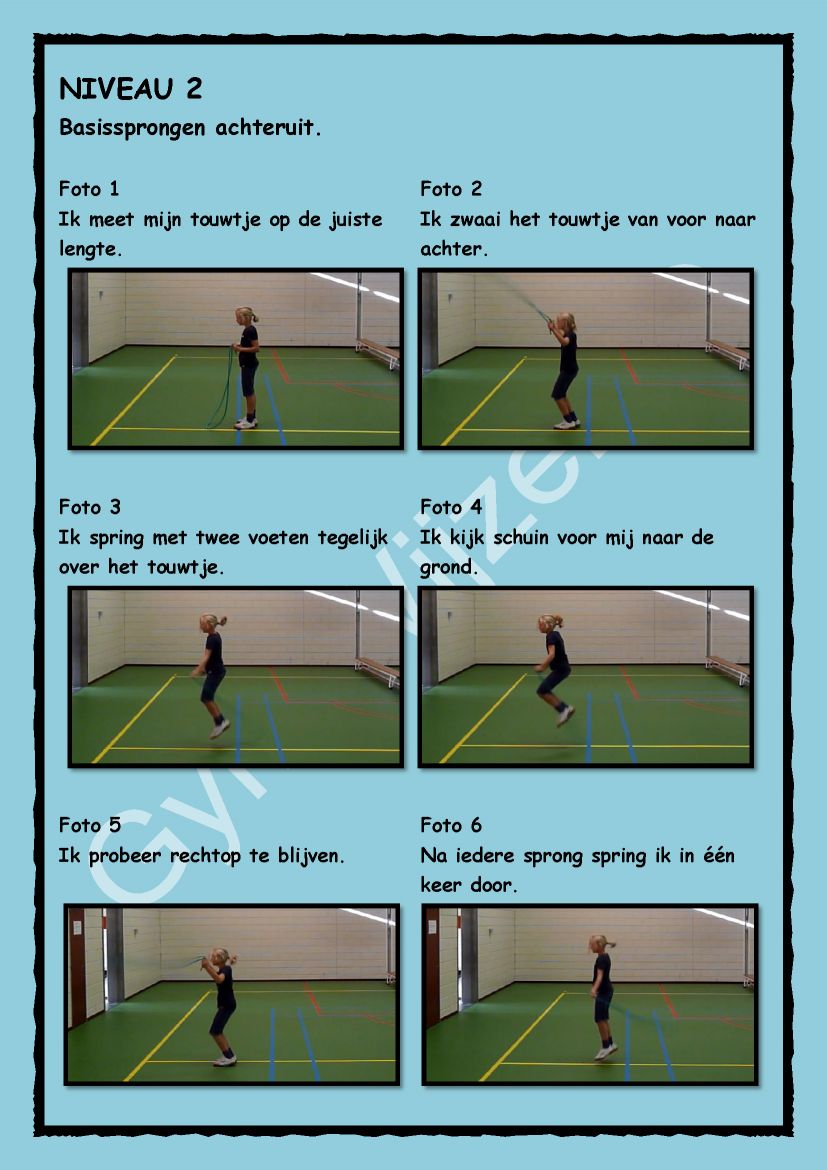 NIVEAU 2
Basissprongen achteruit.
Foto 1
Ik meet mijn touwtje op de juiste
lengte.
Foto 2
Ik zwaai het touwtje van voor naar
achter.
Foto 3
Ik spring met twee voeten tegelijk
over het touwtje.
Foto 4
Ik kijk schuin voor mij naar de
grond.
Foto 5
Ik probeer rechtop te blijven.
Foto 6
Na iedere sprong spring ik in één
keer door.